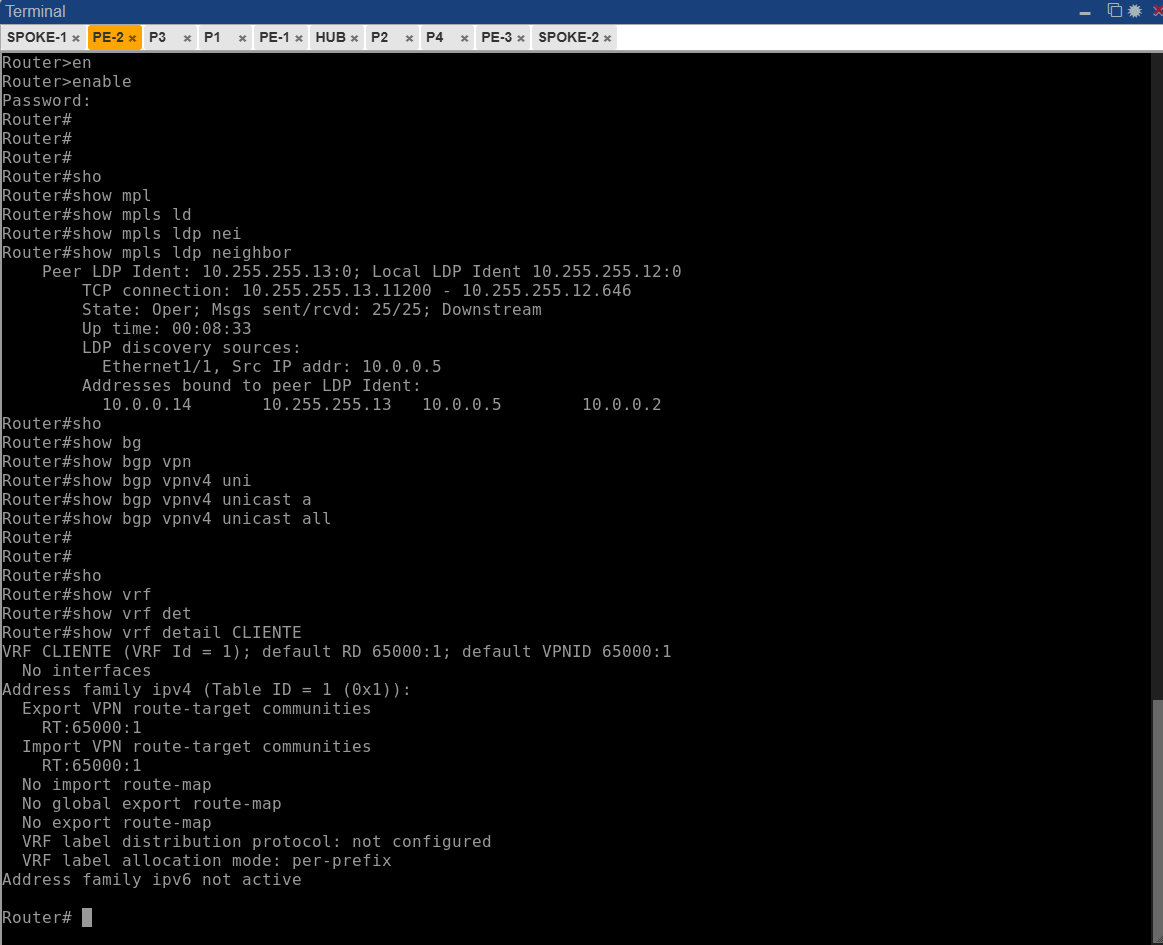 Terminal
SPOKE-1 × PE-2 × P3 × P1 × PE-1 × HUB × P2 × P4 × PE-3 × SPOKE-2 ×
Router>en
Router>enable
Password:
Router#
Router#
Router#
Router#sho
Router#show mpl
Router#show mpls ld
Router#show mpls ldp nei
Router#show mpls ldp neighbor
    Peer LDP Ident: 10.255.255.13:0; Local LDP Ident 10.255.255.12:0
        TCP connection: 10.255.255.13.11200 - 10.255.255.12.646
        State: Oper; Msgs sent/rcvd: 25/25; Downstream
        Up time: 00:08:33
        LDP discovery sources:
          Ethernet1/1, Src IP addr: 10.0.0.5
        Addresses bound to peer LDP Ident:
          10.0.0.14       10.255.255.13   10.0.0.5        10.0.0.2
Router#sho
Router#show bg
Router#show bgp vpn
Router#show bgp vpnv4 uni
Router#show bgp vpnv4 unicast a
Router#show bgp vpnv4 unicast all
Router#
Router#
Router#sho
Router#show vrf
Router#show vrf det
Router#show vrf detail CLIENTE
VRF CLIENTE (VRF Id = 1); default RD 65000:1; default VPNID 65000:1
  No interfaces
Address family ipv4 (Table ID = 1 (0x1)):
  Export VPN route-target communities
    RT:65000:1
  Import VPN route-target communities
    RT:65000:1
  No import route-map
  No global export route-map
  No export route-map
  VRF label distribution protocol: not configured
  VRF label allocation mode: per-prefix
Address family ipv6 not active
Router#